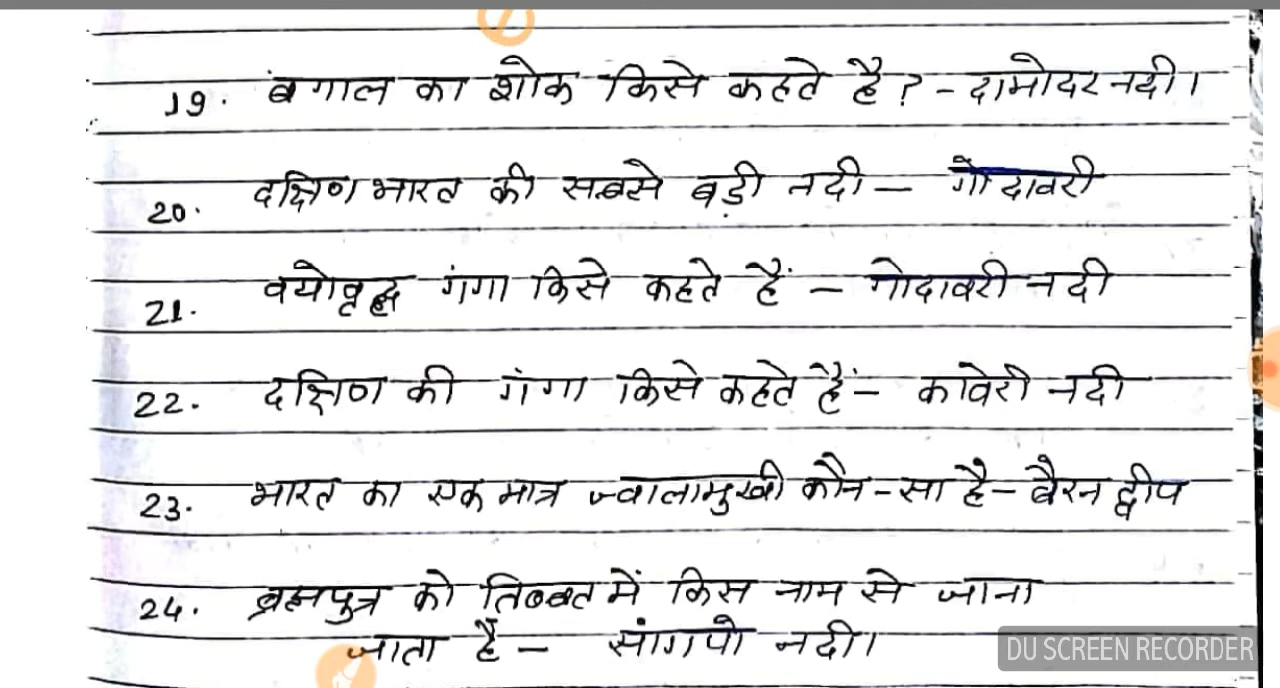 19. बंगाल का शोक किसे कहते है? - दामोदर नदी।
20. दक्षिण भारत की सबसे बड़ी नदी - गोदावरी
21. वयोवृद्ध गंगा किसे कहते हैं - गोदावरी नदी
22. दक्षिण की गंगा किसे कहते हैं - कावेरी नदी
23. भारत का एक मात्र ज्वालामुखी कौन-सा है - बैरन द्वीप
24. ब्रह्मपुत्र को तिब्बत में किस नाम से जाना
जाता है - सांगपो नदी।
DU SCREEN RECORDER